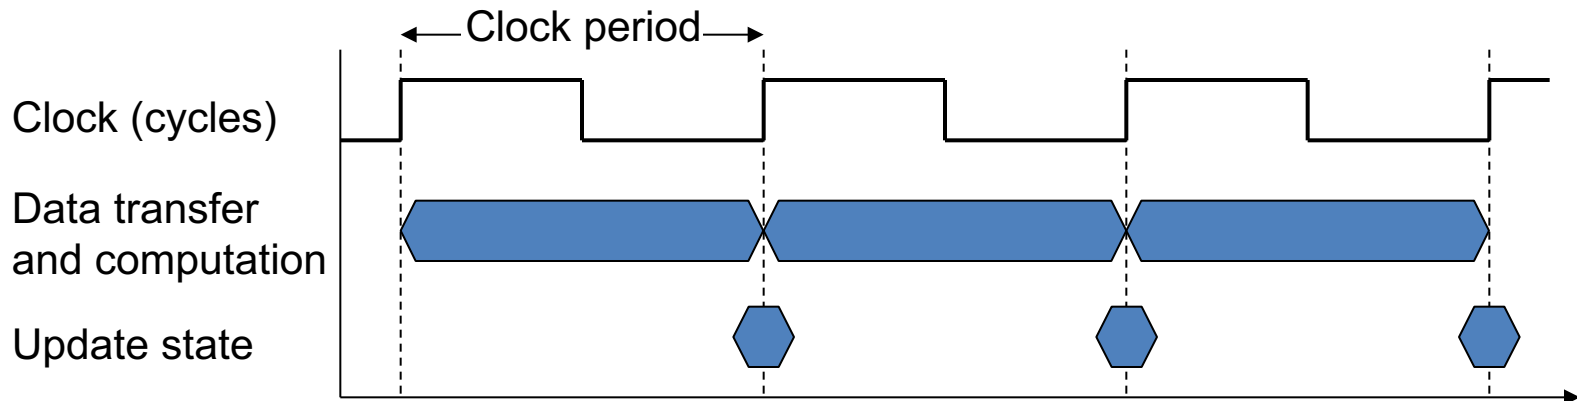 Clock period
Clock (cycles)
Data transfer
and computation
Update state